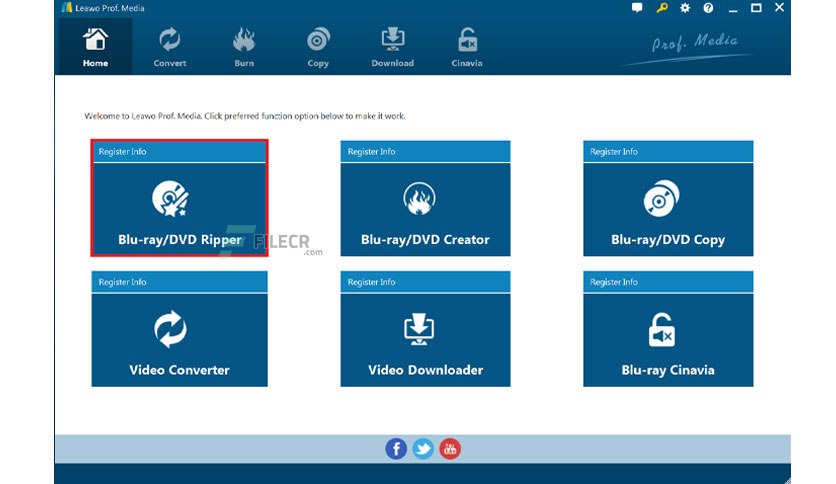 Leawo Prof. Media
Home
Convert
Burn
Copy
Download
Cinavia
Prof. Media
Welcome to Leawo Prof. Media. Click preferred function option below to make it work.
Register Info
Register Info
Register Info
Blu-ray/DVD Ripper
Blu-ray/DVD Creator
Blu-ray/DVD Copy
FILECR
.com
Register Info
Register Info
Register Info
Video Converter
Video Downloader
Blu-ray Cinavia